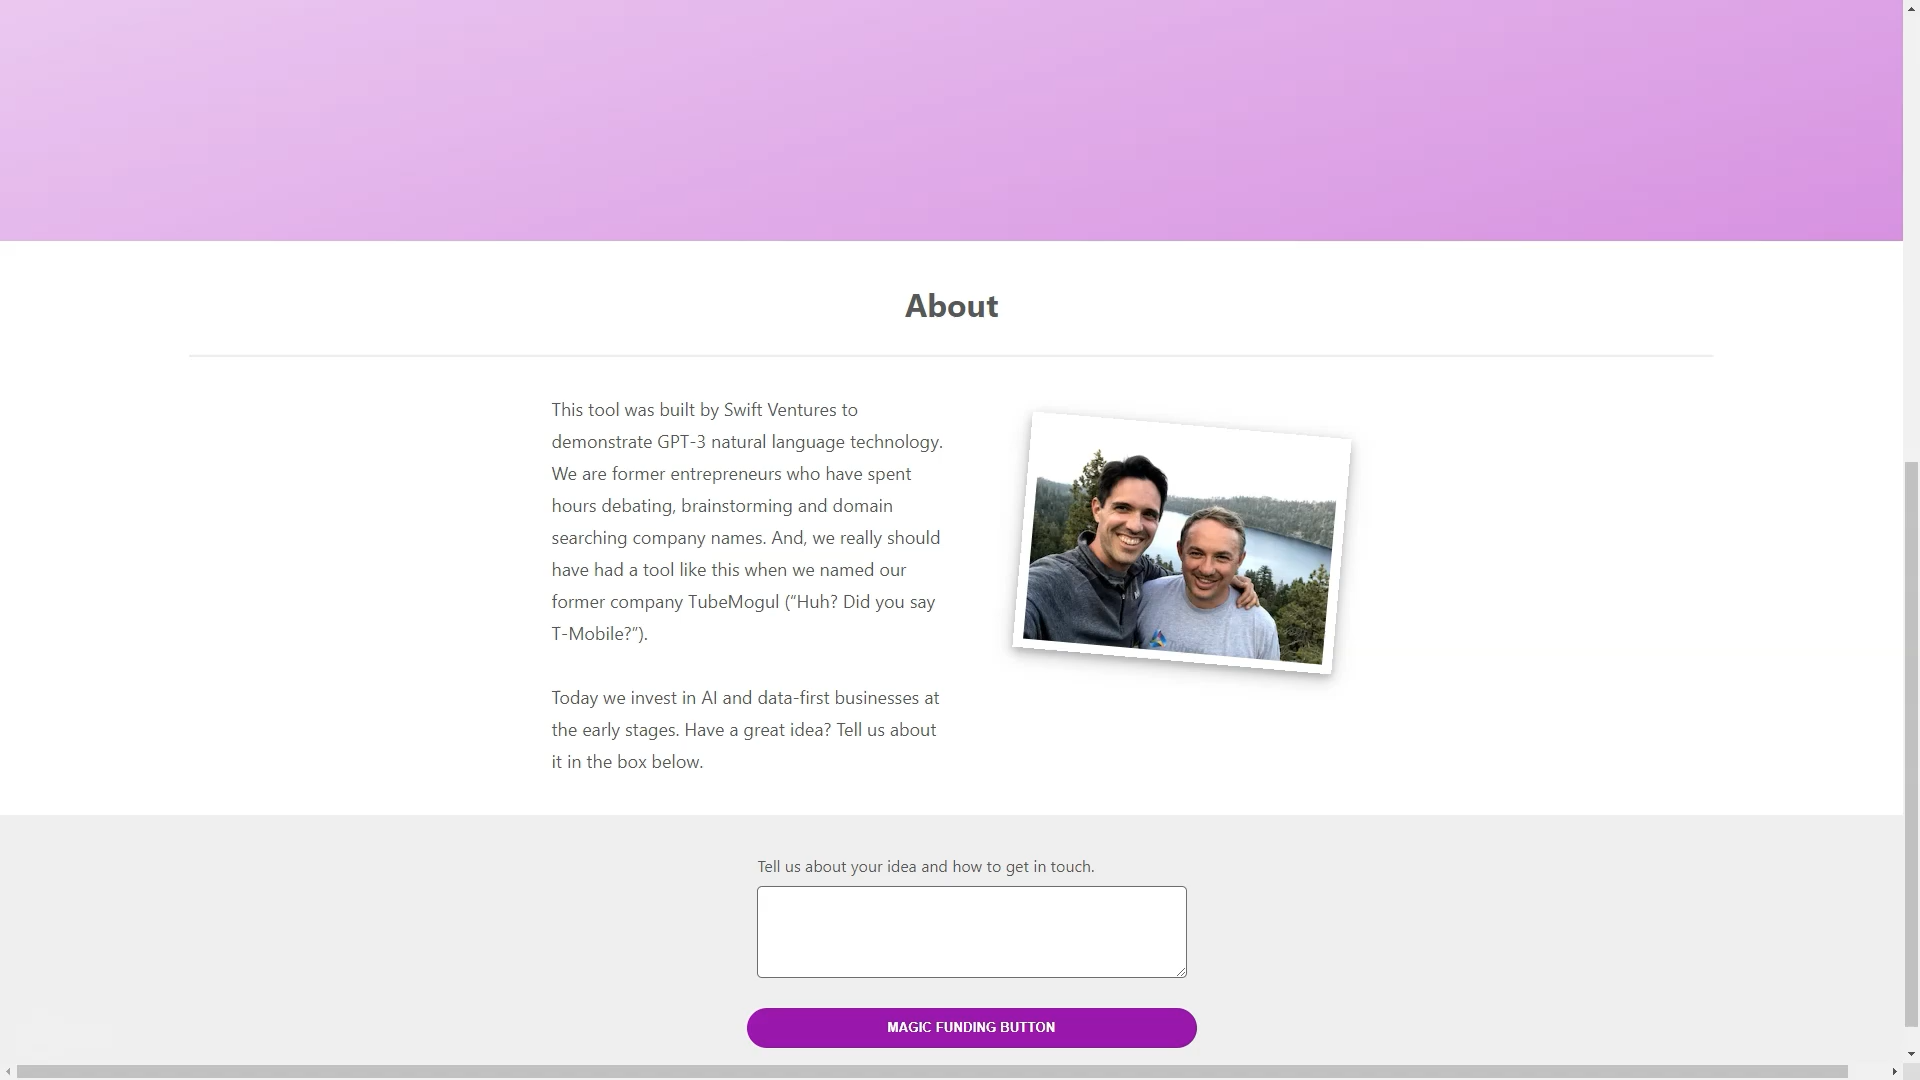 About
This tool was built by Swift Ventures to
demonstrate GPT-3 natural language technology.
We are former entrepreneurs who have spent
hours debating, brainstorming and domain
searching company names. And, we really should
have had a tool like this when we named our
former company TubeMogul (“Huh? Did you say
T-Mobile?”).
Today we invest in AI and data-first businesses at
the early stages. Have a great idea? Tell us about
it in the box below.
Tell us about your idea and how to get in touch.
MAGIC FUNDING BUTTON